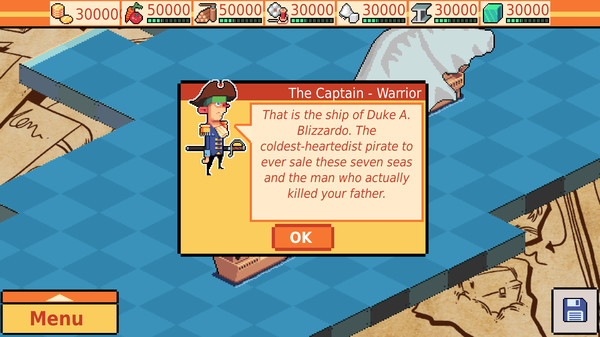 30000 50000 50000 30000 30000 30000 30000
The Captain - Warrior
That is the ship of Duke A.
Blizzardo. The
coldest-heartedist pirate to
ever sale these seven seas
and the man who actually
killed your father.
OK
Menu